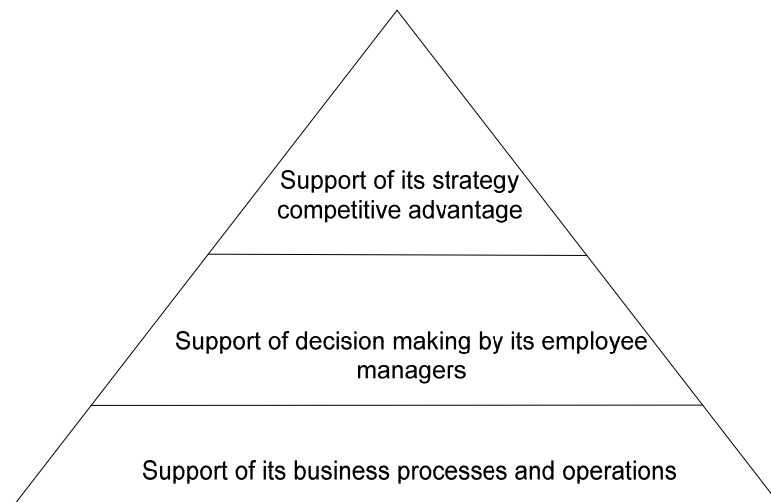 Support of its strategy
competitive advantage
Support of decision making by its employee
managers
Support of its business processes and operations